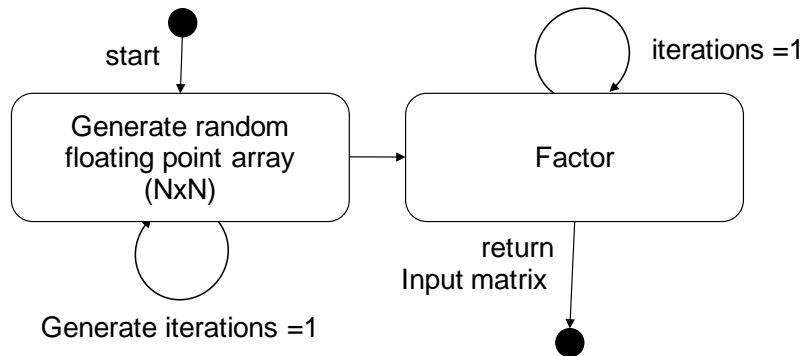 start
iterations =1
Generate random
floating point array
(NxN)
Factor
return
Input matrix
Generate iterations =1